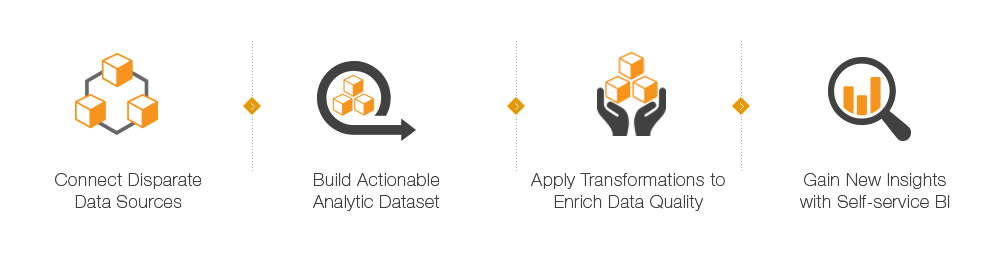 Connect Disparate
Data Sources
Build Actionable
Analytic Dataset
Apply Transformations to
Enrich Data Quality
Gain New Insights
with Self-service BI